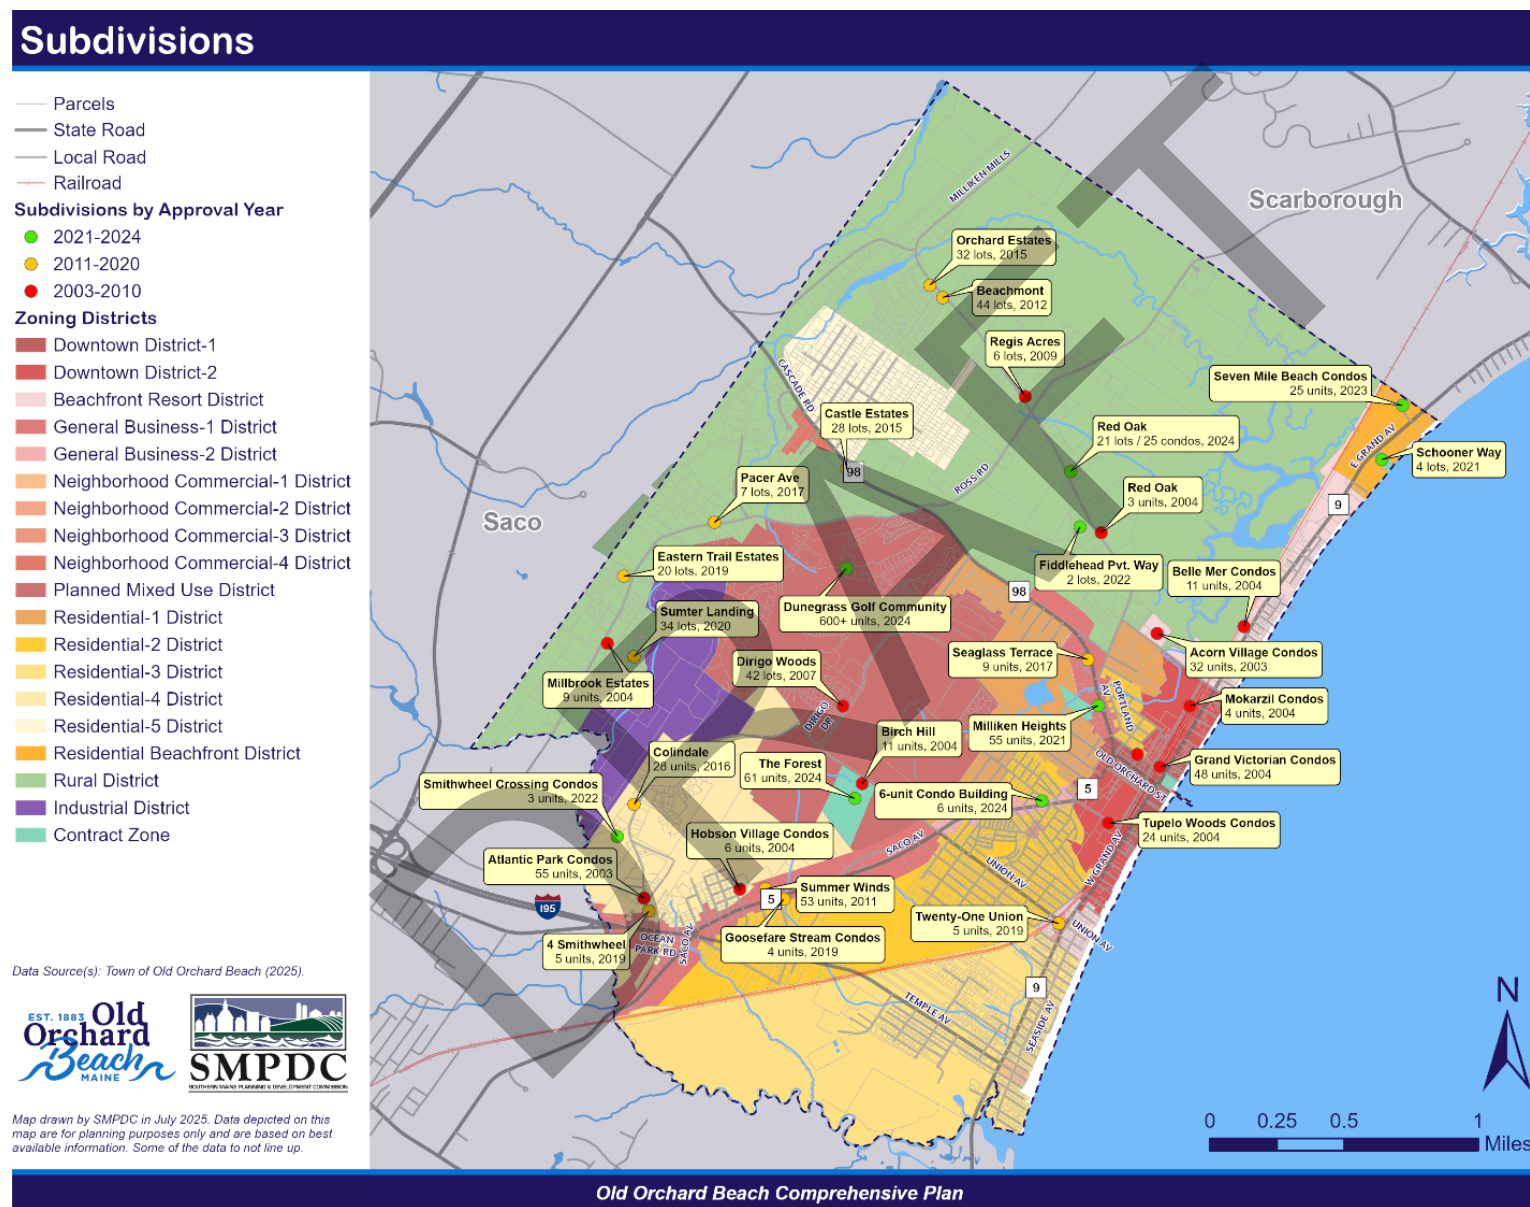 Subdivisions
Parcels
State Road
Local Road
Railroad
Subdivisions by Approval Year
2021-2024
2011-2020
2003-2010
Zoning Districts
Downtown District-1
Downtown District-2
Beachfront Resort District
General Business-1 District
General Business-2 District
Neighborhood Commercial-1 District
Neighborhood Commercial-2 District
Neighborhood Commercial-3 District
Neighborhood Commercial-4 District
Planned Mixed Use District
Residential-1 District
Residential-2 District
Residential-3 District
Residential-4 District
Residential-5 District
Residential Beachfront District
Rural District
Industrial District
Contract Zone
Data Source(s): Town of Old Orchard Beach (2025).
EST. 1883 Old
Orchard
Beach
MAINE
SMPDC
SOUTHERN MAINE PLANNING & DEVELOPMENT COMMISSION
Map drawn by SMPDC in July 2025. Data depicted on this
map are for planning purposes only and are based on best
available information. Some of the data to not line up.
DRAFT
Scarborough
Saco
MILLIKEN MILLS
Orchard Estates
32 lots, 2015
Beachmont
44 lots, 2012
Regis Acres
6 lots, 2009
Seven Mile Beach Condos
25 units, 2023
CASCADE RD
Castle Estates
28 lots, 2015
98
Red Oak
21 lots / 25 condos, 2024
E GRAND AV
Schooner Way
4 lots, 2021
ROSS RD
Pacer Ave
7 lots, 2017
Red Oak
3 units, 2004
9
Eastern Trail Estates
20 lots, 2019
Fiddlehead Pvt. Way
2 lots, 2022
Belle Mer Condos
11 units, 2004
98
Sumter Landing
34 lots, 2020
Dunegrass Golf Community
600+ units, 2024
Seaglass Terrace
9 units, 2017
Acorn Village Condos
32 units, 2003
Dirigo Woods
42 lots, 2007
Millbrook Estates
9 units, 2004
PORTLAND
AV
Mokarzil Condos
4 units, 2004
DIRIGO
DR
Milliken Heights
55 units, 2021
Birch Hill
11 units, 2004
Colindale
28 units, 2016
The Forest
61 units, 2024
OLD ORCHARD ST
Grand Victorian Condos
48 units, 2004
Smithwheel Crossing Condos
3 units, 2022
6-unit Condo Building
6 units, 2024
5
Tupelo Woods Condos
24 units, 2004
Hobson Village Condos
6 units, 2004
SACO AV
W GRAND AV
Atlantic Park Condos
55 units, 2003
UNION AV
Summer Winds
53 units, 2011
5
195
Twenty-One Union
5 units, 2019
UNION AV
4 Smithwheel
5 units, 2019
OCEAN
PARK RD
SACO AV
Goosefare Stream Condos
4 units, 2019
9
TEMPLE AV
SEASIDE AV
N
0 0.25 0.5 1
Miles
Old Orchard Beach Comprehensive Plan